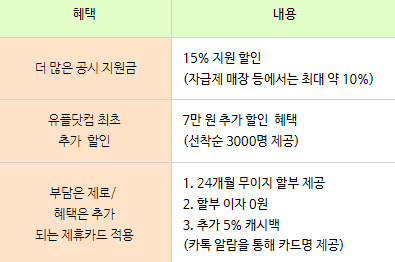 혜택
내용
더 많은 공시 지원금
15% 지원 할인
(자급제 매장 등에서는 최대 약 10%)
유플닷컴 최초
추가 할인
7만 원 추가 할인 혜택
(선착순 3000명 제공)
부담은 제로/
혜택은 추가
되는 제휴카드 적용
1. 24개월 무이지 할부 제공
2. 할부 이자 0원
3. 추가 5% 캐시백
(카톡 알람을 통해 카드명 제공)